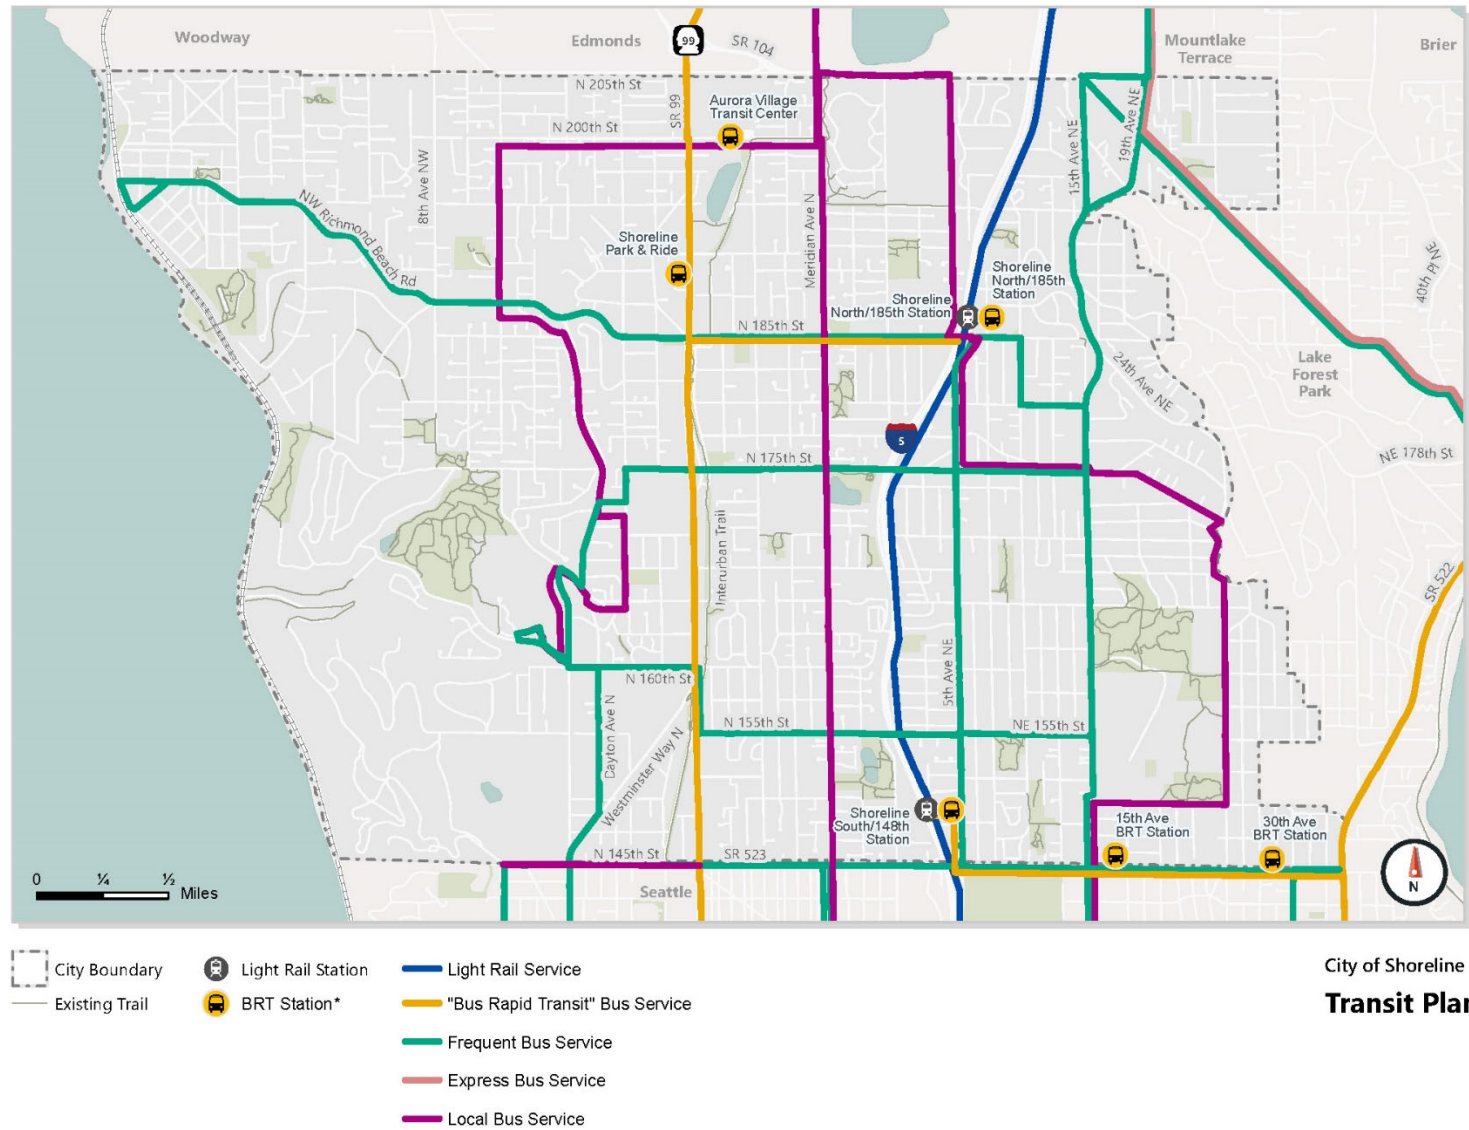 Woodway
Edmonds
99
SR 104
Mountlake
Terrace
Brier
N 205th St
SR 99
Aurora Village
Transit Center
N 200th St
15th Ave NE
19th Ave NE
8th Ave NW
NW Richmond Beach Rd
Shoreline
Park & Ride
Meridian Ave N
Shoreline
North/185th
Station
Shoreline
North/185th Station
40th Pl NE
N 185th St
24th Ave NE
Lake
Forest
Park
5
N 175th St
NE 178th St
Interurban Trail
SR 522
5th Ave NE
N 160th St
N 155th St
NE 155th St
Dayton Ave N
Westminster Way N
Shoreline
South/148th
Station
15th Ave
BRT Station
30th Ave
BRT Station
N 145th St
SR 523
Seattle
0 ¼ ½
Miles
N
City Boundary
Existing Trail
Light Rail Station
BRT Station*
Light Rail Service
"Bus Rapid Transit" Bus Service
Frequent Bus Service
Express Bus Service
Local Bus Service
City of Shoreline
Transit Plan